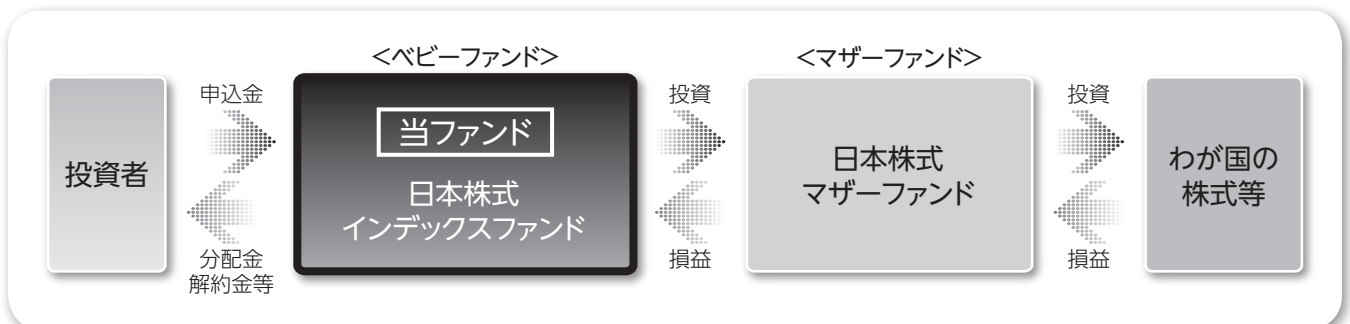 <ベビーファンド>
<マザーファンド>
投資者
申込金
分配金
解約金等
当ファンド
日本株式
インデックスファンド
投資
損益
日本株式
マザーファンド
投資
損益
わが国の
株式等